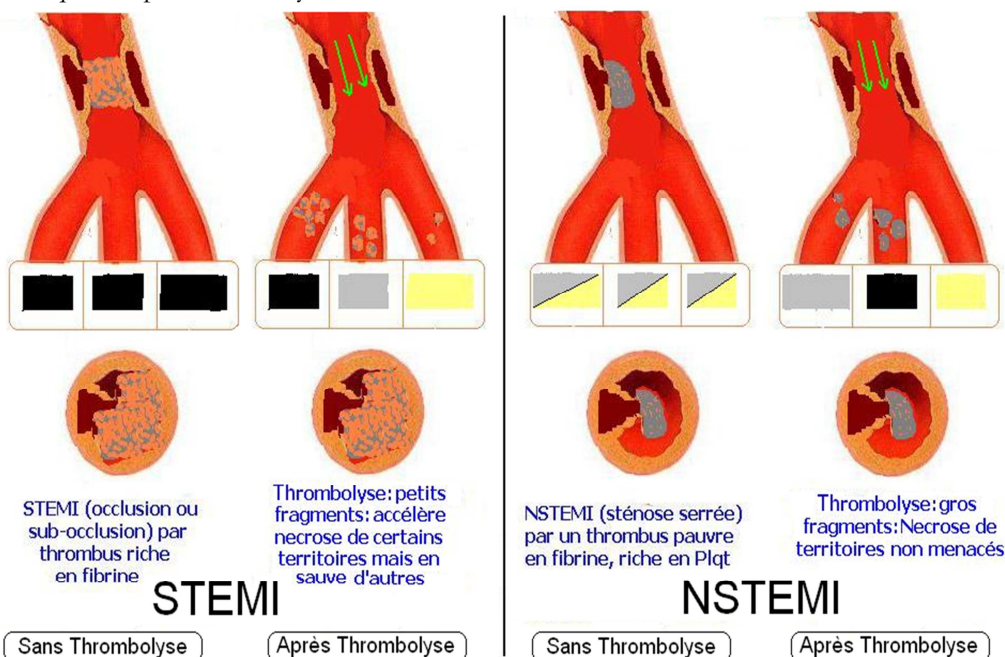 STEMI (occlusion ou
sub-occlusion) par
thrombus riche
en fibrine
Thrombolyse: petits
fragments: accélère
necrose de certains
territoires mais en
sauve d'autres
STEMI
Sans Thrombolyse
Après Thrombolyse
NSTEMI (sténose serrée)
par un thrombus pauvre
en fibrine, riche en Plqt
Thrombolyse: gros
fragments: Necrose de
territoires non menacés
NSTEMI
Sans Thrombolyse
Après Thrombolyse